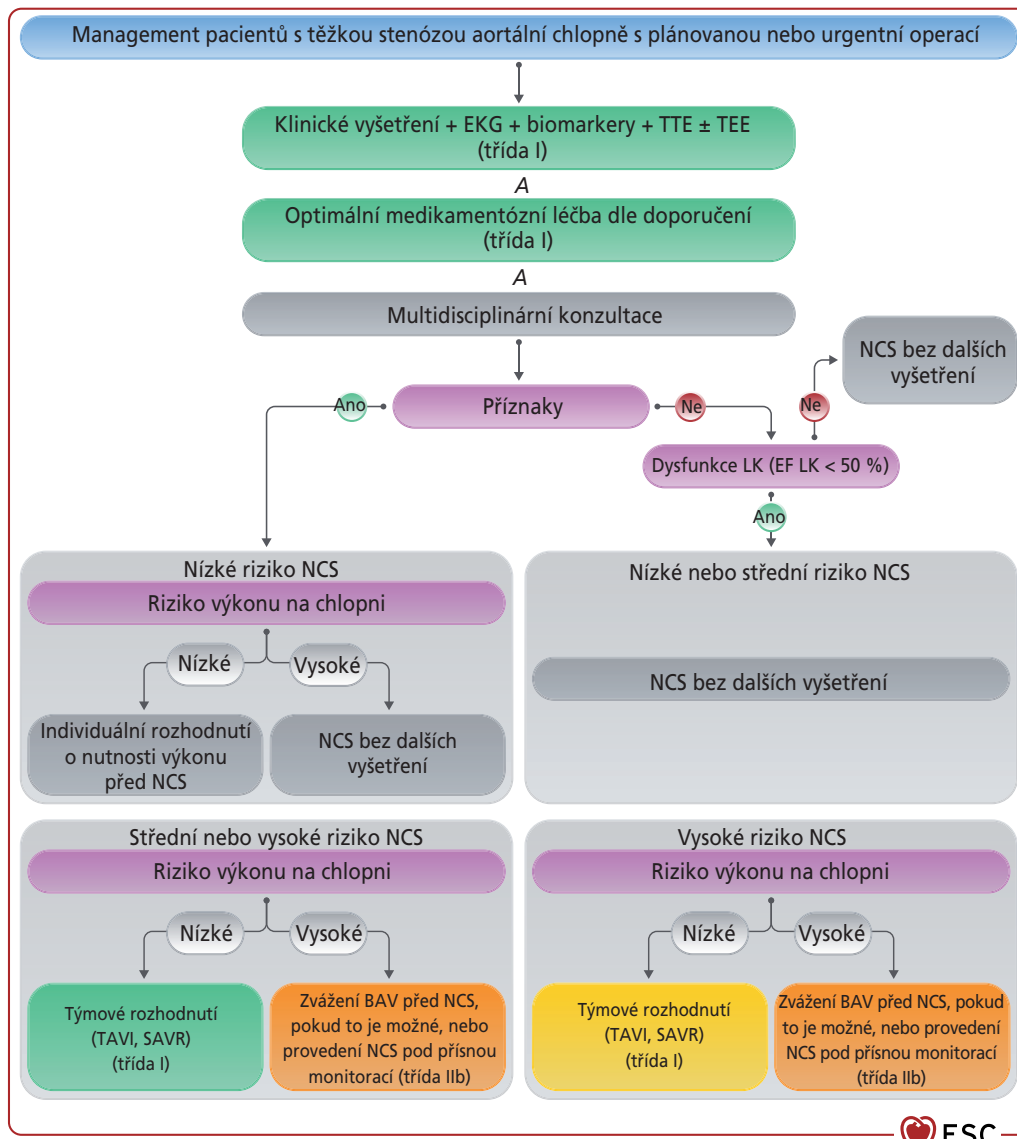 Management pacientů s těžkou stenózou aortální chlopně s plánovanou nebo urgentní operací
Klinické vyšetření + EKG + biomarkery + TTE ± TEE
(třída I)
A
Optimální medikamentózní léčba dle doporučení
(třída I)
A
Multidisciplinární konzultace
NCS bez dalších
vyšetření
Ano
Příznaky
Ne
Ne
Dysfunkce LK (EF LK < 50 %)
Ano
Nízké riziko NCS
Riziko výkonu na chlopni
Nízké
Vysoké
Individuální rozhodnutí
o nutnosti výkonu
před NCS
NCS bez dalších
vyšetření
Nízké nebo střední riziko NCS
NCS bez dalších vyšetření
Střední nebo vysoké riziko NCS
Riziko výkonu na chlopni
Nízké
Vysoké
Týmové rozhodnutí
(TAVI, SAVR)
(třída I)
Zvážení BAV před NCS,
pokud to je možné, nebo
provedení NCS pod přísnou
monitorací (třída IIb)
Vysoké riziko NCS
Riziko výkonu na chlopni
Nízké
Vysoké
Týmové rozhodnutí
(TAVI, SAVR)
(třída I)
Zvážení BAV před NCS, pokud
to je možné, nebo provedení
NCS pod přísnou monitorací
(třída IIb)
ESC